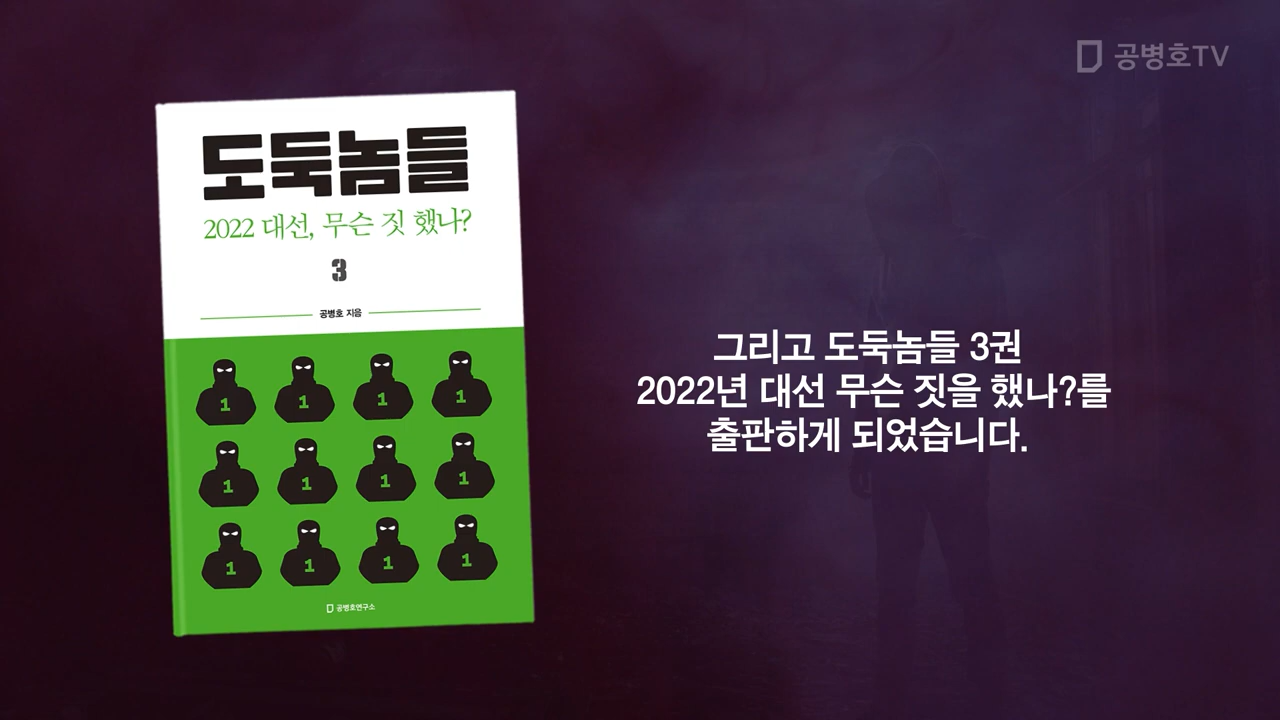 공병호TV
도둑놈들
2022 대선, 무슨 짓 했나?
3
공병호 지음
1 1 1 1
1 1 1 1
1 1 1 1
공병호연구소
그리고 도둑놈들 3권
2022년 대선 무슨 짓을 했나?를
출판하게 되었습니다.